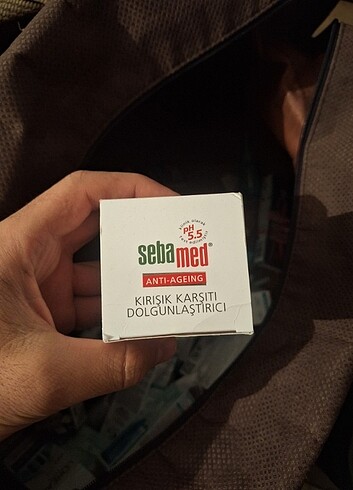 pH
5.5
sebamed®
ANTI-AGEING
KIRIŞIK KARŞITI
DOLGUNLAŞTIRICI